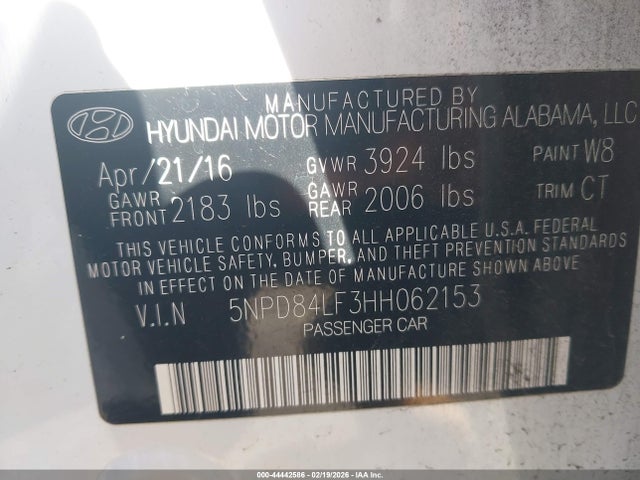 MANUFACTURED BY
HYUNDAI MOTOR MANUFACTURING ALABAMA, LLC
Apr/21/16 GVWR 3924 lbs PAINT W8
GAWR FRONT 2183 lbs GAWR REAR 2006 lbs TRIM CT
THIS VEHICLE CONFORMS TO ALL APPLICABLE U.S.A. FEDERAL
MOTOR VEHICLE SAFETY, BUMPER, AND THEFT PREVENTION STANDARDS
IN EFFECT ON THE DATE OF MANUFACTURE SHOWN ABOVE.
V.I.N 5NPD84LF3HH062153
PASSENGER CAR
000-44442586 - 02/19/2026 - IAA Inc.